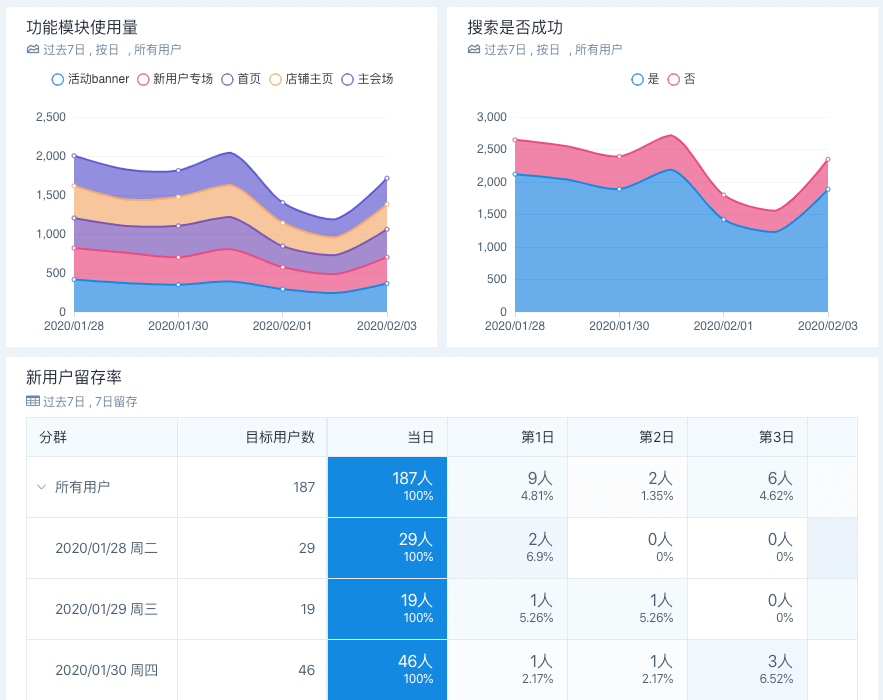 功能模块使用量
过去7日 , 按日 , 所有用户
活动banner 新用户专场 首页 店铺主页 主会场
2,500
2,000
1,500
1,000
500
0
2020/01/28 2020/01/30 2020/02/01 2020/02/03
搜索是否成功
过去7日 , 按日 , 所有用户
是 否
3,000
2,500
2,000
1,500
1,000
500
0
2020/01/28 2020/01/30 2020/02/01 2020/02/03
新用户留存率
过去7日 , 7日留存
分群 目标用户数 当日 第1日 第2日 第3日
所有用户 187 187人 9人 2人 6人
100% 4.81% 1.35% 4.62%
2020/01/28 周二 29 29人 2人 0人 0人
100% 6.9% 0% 0%
2020/01/29 周三 19 19人 1人 1人 0人
100% 5.26% 5.26% 0%
2020/01/30 周四 46 46人 1人 1人 3人
100% 2.17% 2.17% 6.52%